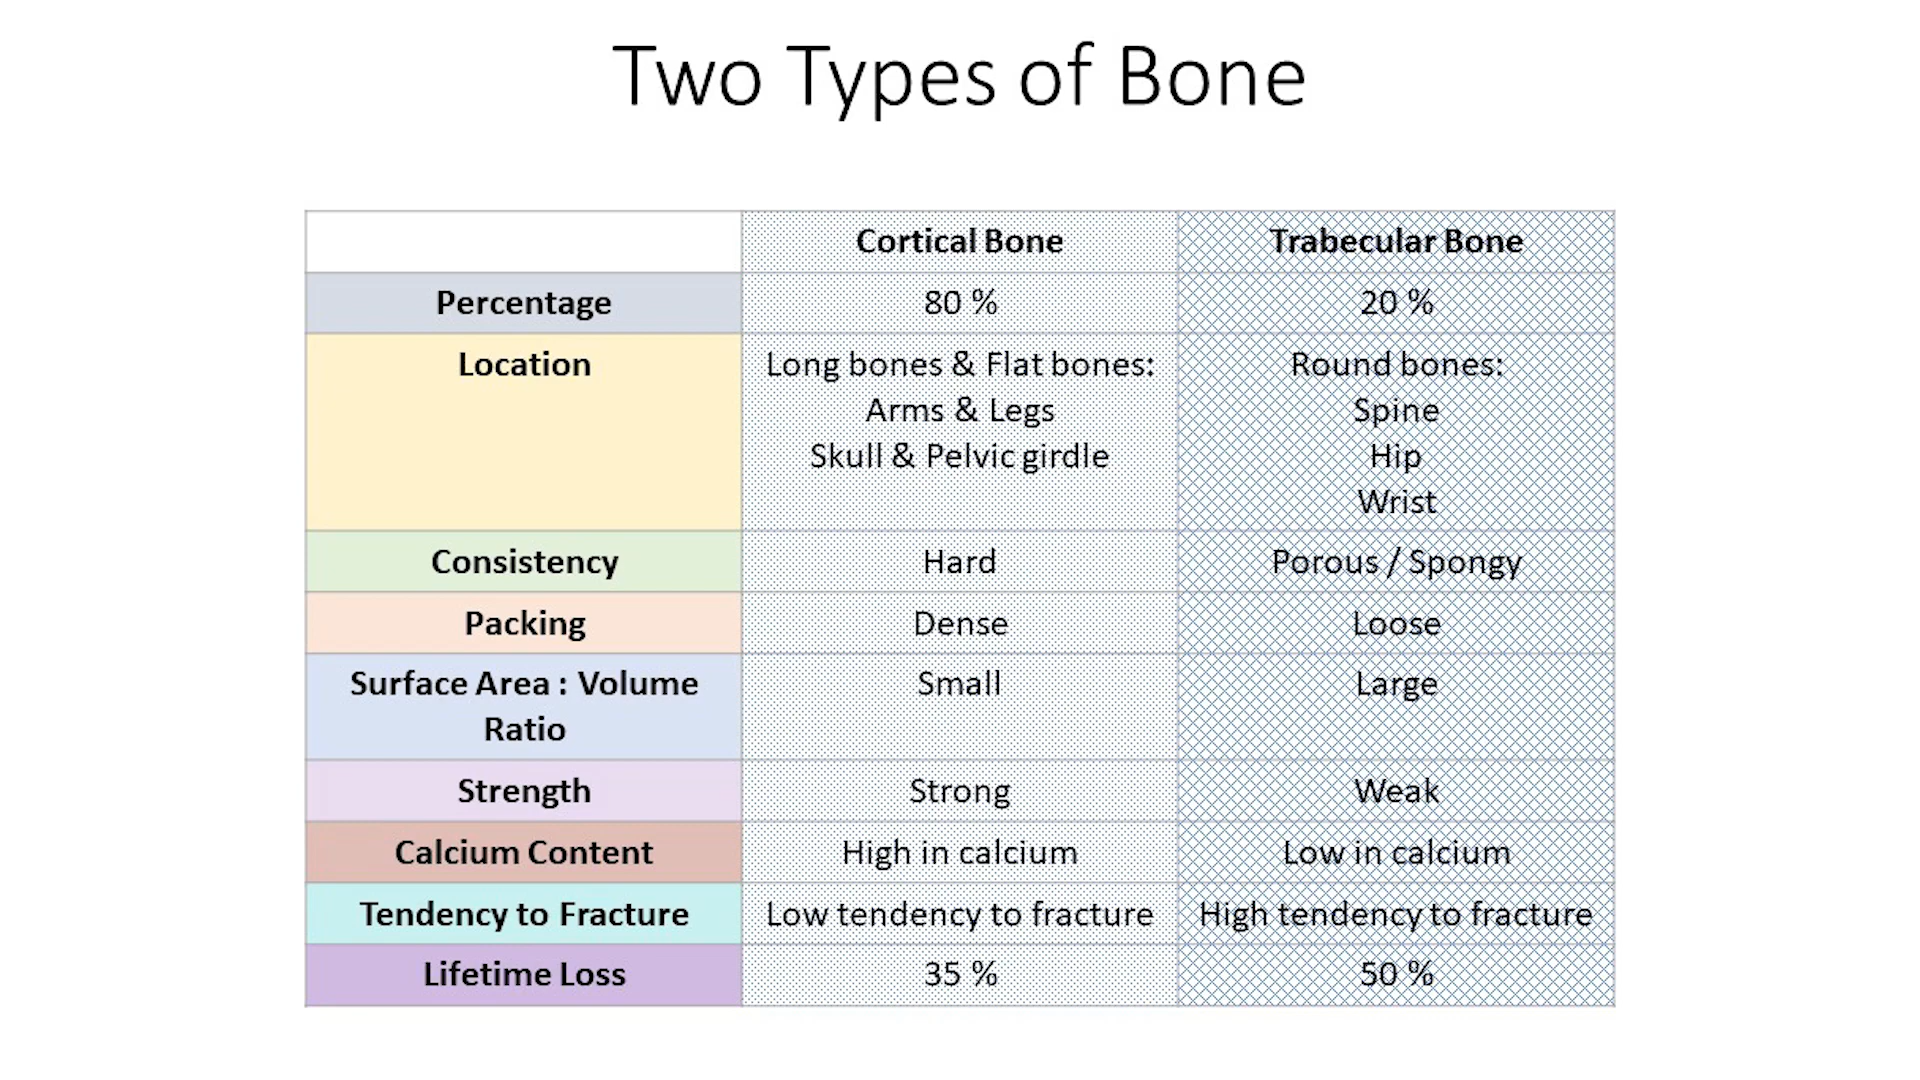 Two Types of Bone
Cortical Bone
Trabecular Bone
Percentage
80 %
20 %
Location
Long bones & Flat bones:
Arms & Legs
Skull & Pelvic girdle
Round bones:
Spine
Hip
Wrist
Consistency
Hard
Porous / Spongy
Packing
Dense
Loose
Surface Area : Volume
Ratio
Small
Large
Strength
Strong
Weak
Calcium Content
High in calcium
Low in calcium
Tendency to Fracture
Low tendency to fracture
High tendency to fracture
Lifetime Loss
35 %
50 %